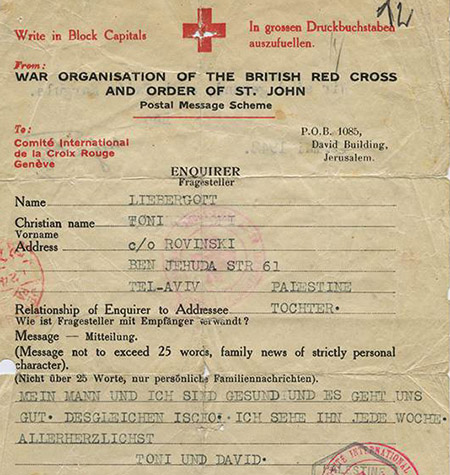 12
Write in Block Capitals
In grossen Druckbuchstaben
auszufuellen.
From:
WAR ORGANISATION OF THE BRITISH RED CROSS
AND ORDER OF ST. JOHN
Postal Message Scheme
To:
Comité International
de la Croix Rouge
Genève
P.O.B. 1085,
David Building,
Jerusalem.
ENQUIRER
Fragesteller
Name LIEBERGOTT
Christian name TONI
Vorname
Address c/o ROVINSKI
BEN JEHUDA STR 61
TEL-AVIV PALESTINE
Relationship of Enquirer to Addressee TOCHTER.
Wie ist Fragesteller mit Empfänger verwandt?
Message — Mitteilung.
(Message not to exceed 25 words, family news of strictly personal
character).
(Nicht über 25 Worte, nur persönliche Familiennachrichten).
MEIN MANN UND ICH SIND GESUND UND ES GEHT UNS
GUT. DESGLEICHEN ISCHO. ICH SEHE IHN JEDE WOCHE.
ALLERHERZLICHST
TONI UND DAVID.
INTERNATIONAL
PALESTINE